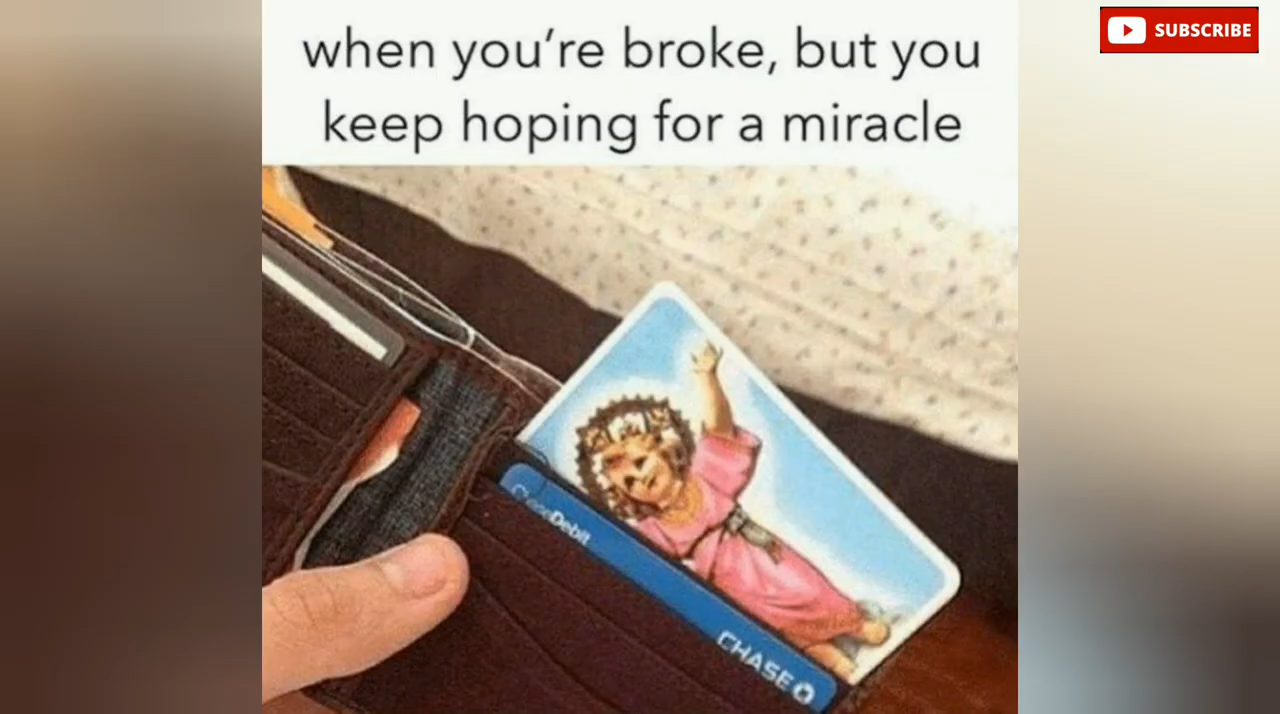 when you're broke, but you
keep hoping for a miracle
SUBSCRIBE
Debit
CHASE